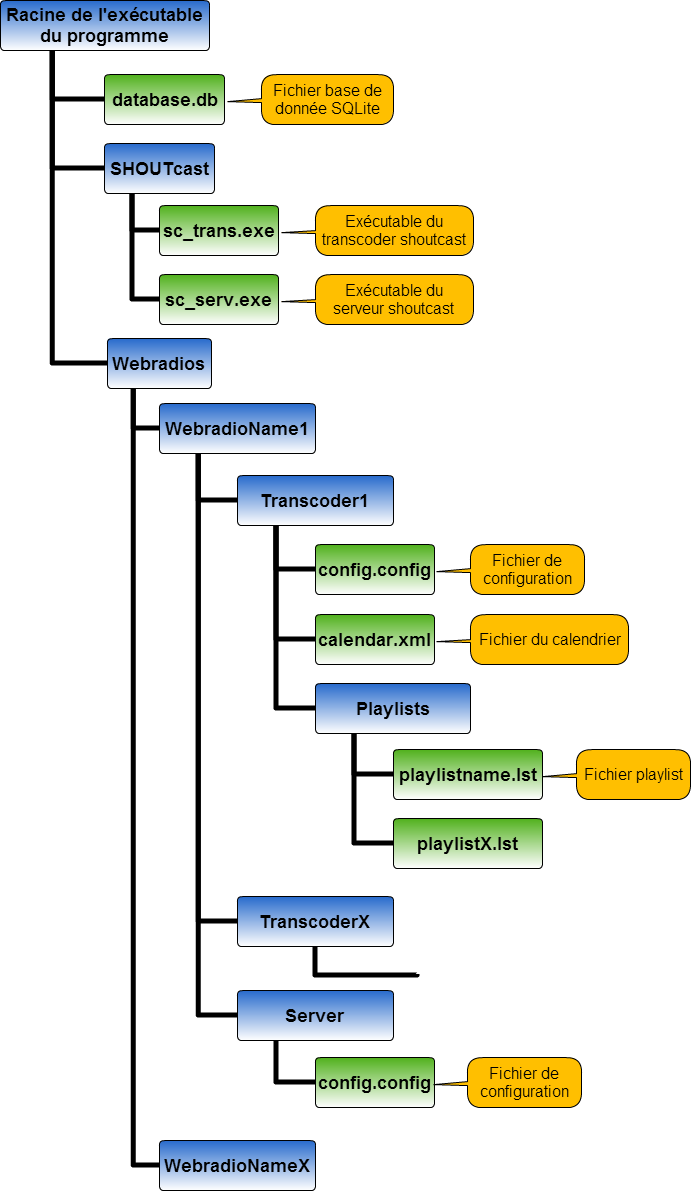 Racine de l'exécutable
du programme
database.db
Fichier base de
donnée SQLite
SHOUTcast
sc_trans.exe
Exécutable du
transcoder shoutcast
sc_serv.exe
Exécutable du
serveur shoutcast
Webradios
WebradioName1
Transcoder1
config.config
Fichier de
configuration
calendar.xml
Fichier du calendrier
Playlists
playlistname.lst
Fichier playlist
playlistX.lst
TranscoderX
Server
config.config
Fichier de
configuration
WebradioNameX